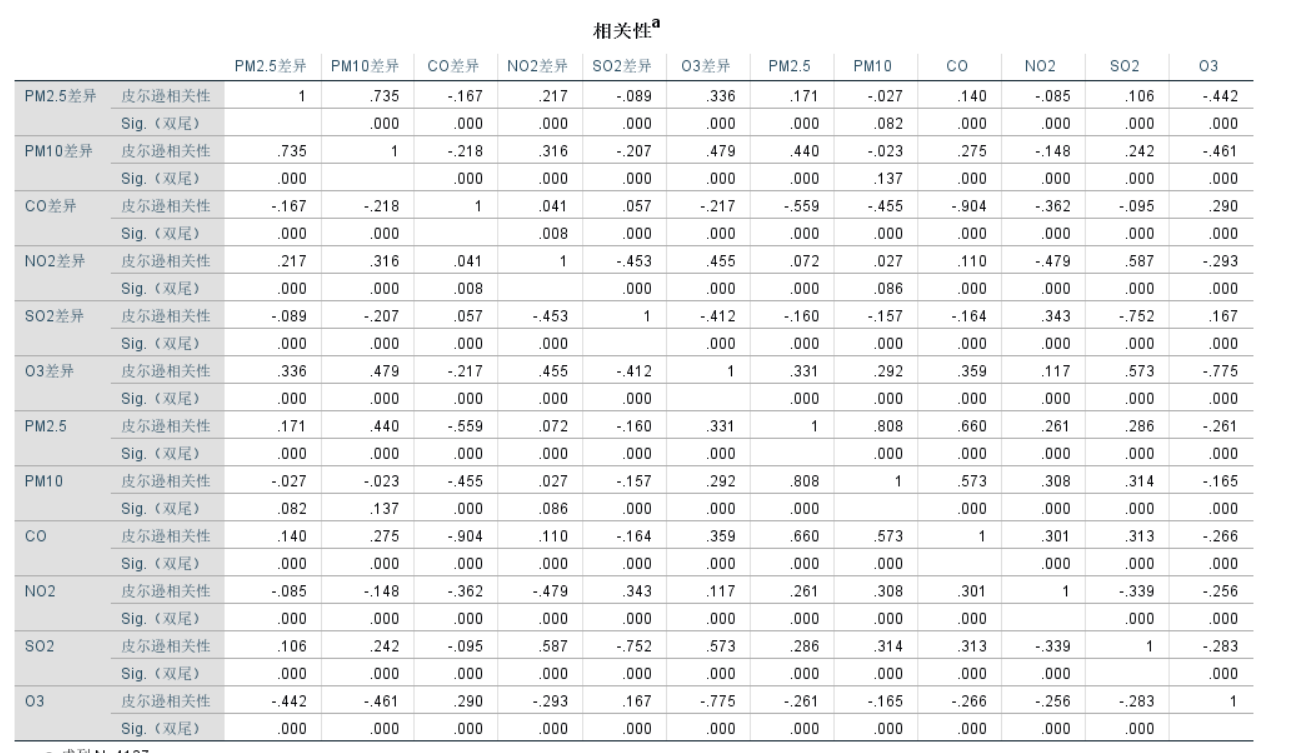 相关性a
PM2.5差异 PM10差异 CO差异 NO2差异 SO2差异 O3差异 PM2.5 PM10 CO NO2 SO2 O3
PM2.5差异 皮尔逊相关性 1 .735 -.167 .217 -.089 .336 .171 -.027 .140 -.085 .106 -.442
Sig.（双尾） .000 .000 .000 .000 .000 .000 .082 .000 .000 .000 .000
PM10差异 皮尔逊相关性 .735 1 -.218 .316 -.207 .479 .440 -.023 .275 -.148 .242 -.461
Sig.（双尾） .000 .000 .000 .000 .000 .000 .137 .000 .000 .000 .000
CO差异 皮尔逊相关性 -.167 -.218 1 .041 .057 -.217 -.559 -.455 -.904 -.362 -.095 .290
Sig.（双尾） .000 .000 .008 .000 .000 .000 .000 .000 .000 .000 .000
NO2差异 皮尔逊相关性 .217 .316 .041 1 -.453 .455 .072 .027 .110 -.479 .587 -.293
Sig.（双尾） .000 .000 .008 .000 .000 .000 .086 .000 .000 .000 .000
SO2差异 皮尔逊相关性 -.089 -.207 .057 -.453 1 -.412 -.160 -.157 -.164 .343 -.752 .167
Sig.（双尾） .000 .000 .000 .000 .000 .000 .000 .000 .000 .000 .000
O3差异 皮尔逊相关性 .336 .479 -.217 .455 -.412 1 .331 .292 .359 .117 .573 -.775
Sig.（双尾） .000 .000 .000 .000 .000 .000 .000 .000 .000 .000 .000
PM2.5 皮尔逊相关性 .171 .440 -.559 .072 -.160 .331 1 .808 .660 .261 .286 -.261
Sig.（双尾） .000 .000 .000 .000 .000 .000 .000 .000 .000 .000 .000
PM10 皮尔逊相关性 -.027 -.023 -.455 .027 -.157 .292 .808 1 .573 .308 .314 -.165
Sig.（双尾） .082 .137 .000 .086 .000 .000 .000 .000 .000 .000 .000
CO 皮尔逊相关性 .140 .275 -.904 .110 -.164 .359 .660 .573 1 .301 .313 -.266
Sig.（双尾） .000 .000 .000 .000 .000 .000 .000 .000 .000 .000 .000
NO2 皮尔逊相关性 -.085 -.148 -.362 -.479 .343 .117 .261 .308 .301 1 -.339 -.256
Sig.（双尾） .000 .000 .000 .000 .000 .000 .000 .000 .000 .000 .000
SO2 皮尔逊相关性 .106 .242 -.095 .587 -.752 .573 .286 .314 .313 -.339 1 -.283
Sig.（双尾） .000 .000 .000 .000 .000 .000 .000 .000 .000 .000 .000
O3 皮尔逊相关性 -.442 -.461 .290 -.293 .167 -.775 -.261 -.165 -.266 -.256 -.283 1
Sig.（双尾） .000 .000 .000 .000 .000 .000 .000 .000 .000 .000 .000